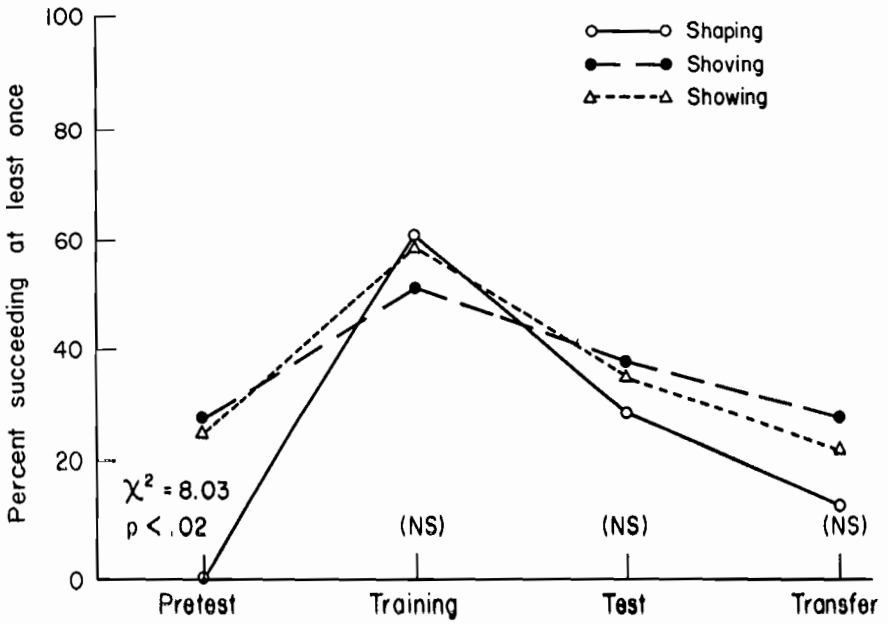 100
80
60
40
20
0
Percent succeeding at least once
Shaping
Shoving
Showing
χ² = 8.03
p < .02
(NS)
(NS)
(NS)
Pretest
Training
Test
Transfer